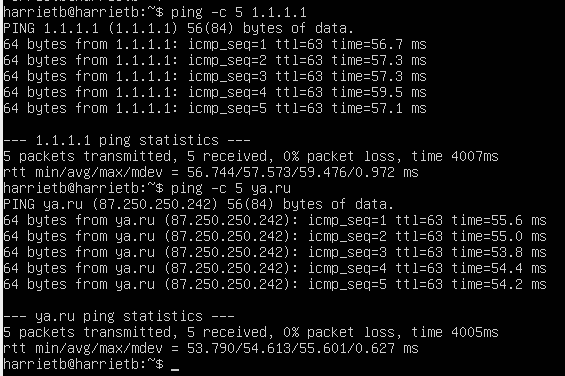 harrietb@harrietb:~$ ping -c 5 1.1.1.1
PING 1.1.1.1 (1.1.1.1) 56(84) bytes of data.
64 bytes from 1.1.1.1: icmp_seq=1 ttl=63 time=56.7 ms
64 bytes from 1.1.1.1: icmp_seq=2 ttl=63 time=57.3 ms
64 bytes from 1.1.1.1: icmp_seq=3 ttl=63 time=57.3 ms
64 bytes from 1.1.1.1: icmp_seq=4 ttl=63 time=59.5 ms
64 bytes from 1.1.1.1: icmp_seq=5 ttl=63 time=57.1 ms
--- 1.1.1.1 ping statistics ---
5 packets transmitted, 5 received, 0% packet loss, time 4007ms
rtt min/avg/max/mdev = 56.744/57.573/59.476/0.972 ms
harrietb@harrietb:~$ ping -c 5 ya.ru
PING ya.ru (87.250.250.242) 56(84) bytes of data.
64 bytes from ya.ru (87.250.250.242): icmp_seq=1 ttl=63 time=55.6 ms
64 bytes from ya.ru (87.250.250.242): icmp_seq=2 ttl=63 time=55.0 ms
64 bytes from ya.ru (87.250.250.242): icmp_seq=3 ttl=63 time=53.8 ms
64 bytes from ya.ru (87.250.250.242): icmp_seq=4 ttl=63 time=54.4 ms
64 bytes from ya.ru (87.250.250.242): icmp_seq=5 ttl=63 time=54.2 ms
--- ya.ru ping statistics ---
5 packets transmitted, 5 received, 0% packet loss, time 4005ms
rtt min/avg/max/mdev = 53.790/54.613/55.601/0.627 ms
harrietb@harrietb:~$ _